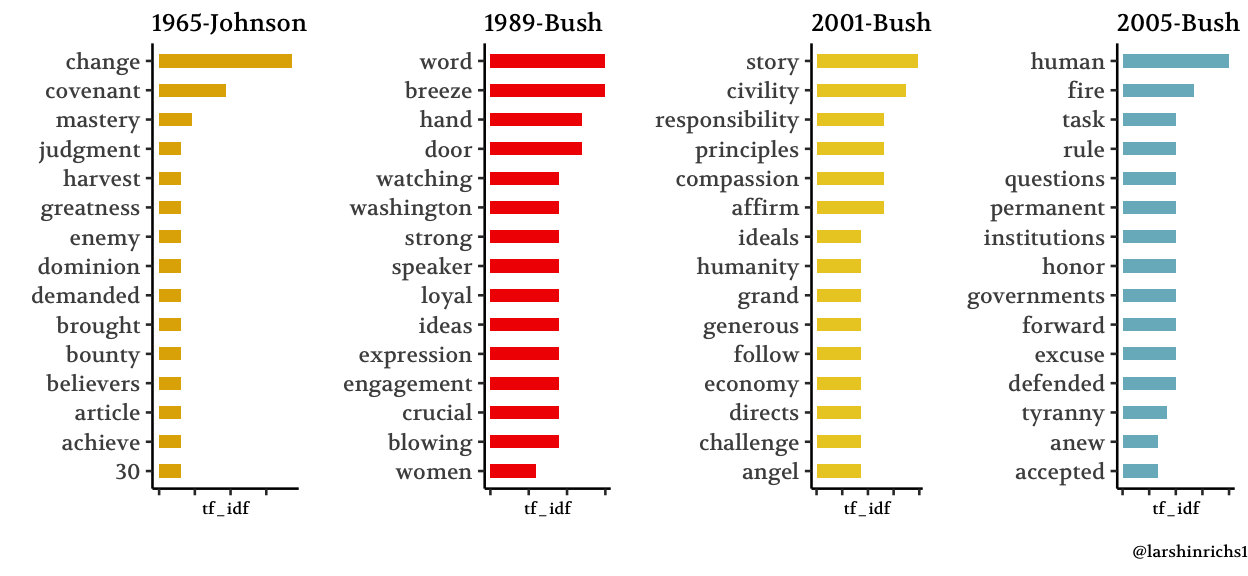 1965-Johnson
change
covenant
mastery
judgment
harvest
greatness
enemy
dominion
demanded
brought
bounty
believers
article
achieve
30
tf_idf
1989-Bush
word
breeze
hand
door
watching
washington
strong
speaker
loyal
ideas
expression
engagement
crucial
blowing
women
tf_idf
2001-Bush
story
civility
responsibility
principles
compassion
affirm
ideals
humanity
grand
generous
follow
economy
directs
challenge
angel
tf_idf
2005-Bush
human
fire
task
rule
questions
permanent
institutions
honor
governments
forward
excuse
defended
tyranny
anew
accepted
tf_idf
@larshinrichs1